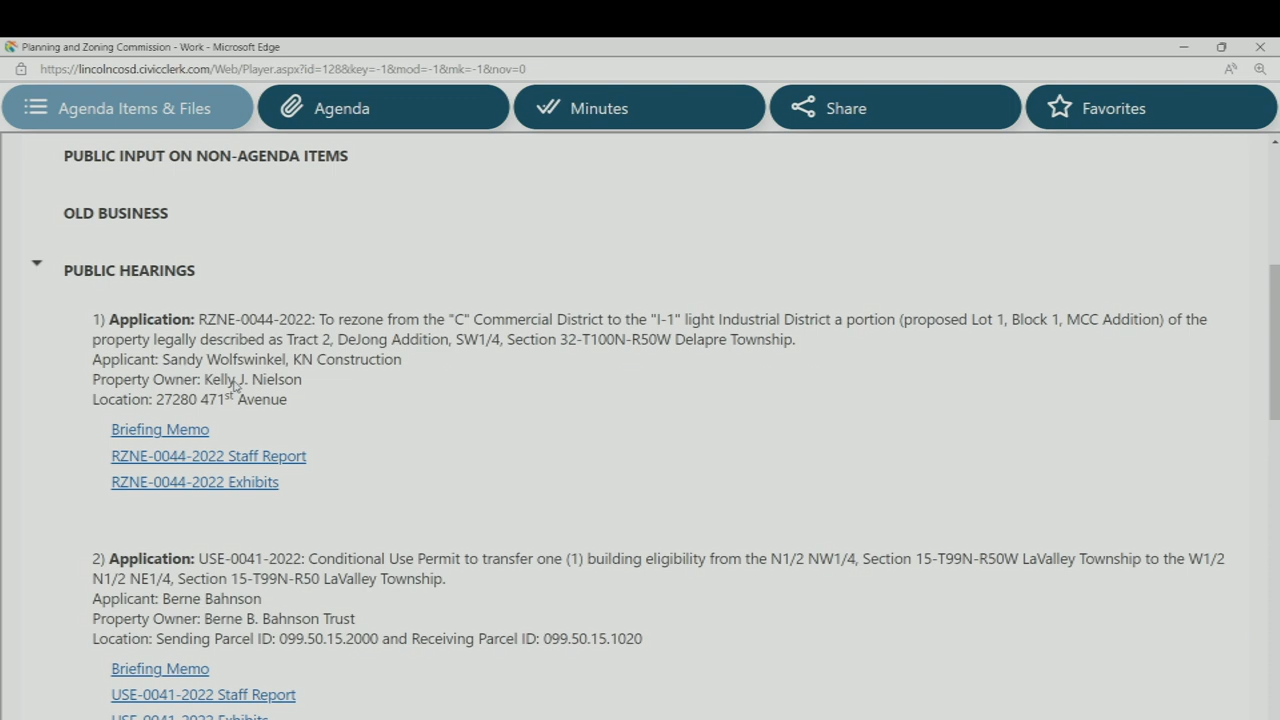 Planning and Zoning Commission - Work - Microsoft Edge
https://lincolncosd.civicclerk.com/Web/Player.aspx?id=128&key=-1&mod=-1&mk=-1&nov=0
Agenda Items & Files
Agenda
Minutes
Share
Favorites
PUBLIC INPUT ON NON-AGENDA ITEMS
OLD BUSINESS
PUBLIC HEARINGS
1) Application: RZNE-0044-2022: To rezone from the "C" Commercial District to the "I-1" light Industrial District a portion (proposed Lot 1, Block 1, MCC Addition) of the
property legally described as Tract 2, DeJong Addition, SW1/4, Section 32-T100N-R50W Delapre Township.
Applicant: Sandy Wolfswinkel, KN Construction
Property Owner: Kelly J. Nielson
Location: 27280 471st Avenue
Briefing Memo
RZNE-0044-2022 Staff Report
RZNE-0044-2022 Exhibits
2) Application: USE-0041-2022: Conditional Use Permit to transfer one (1) building eligibility from the N1/2 NW1/4, Section 15-T99N-R50W LaValley Township to the W1/2
N1/2 NE1/4, Section 15-T99N-R50 LaValley Township.
Applicant: Berne Bahnson
Property Owner: Berne B. Bahnson Trust
Location: Sending Parcel ID: 099.50.15.2000 and Receiving Parcel ID: 099.50.15.1020
Briefing Memo
USE-0041-2022 Staff Report
USE-0041-2022 Exhibits